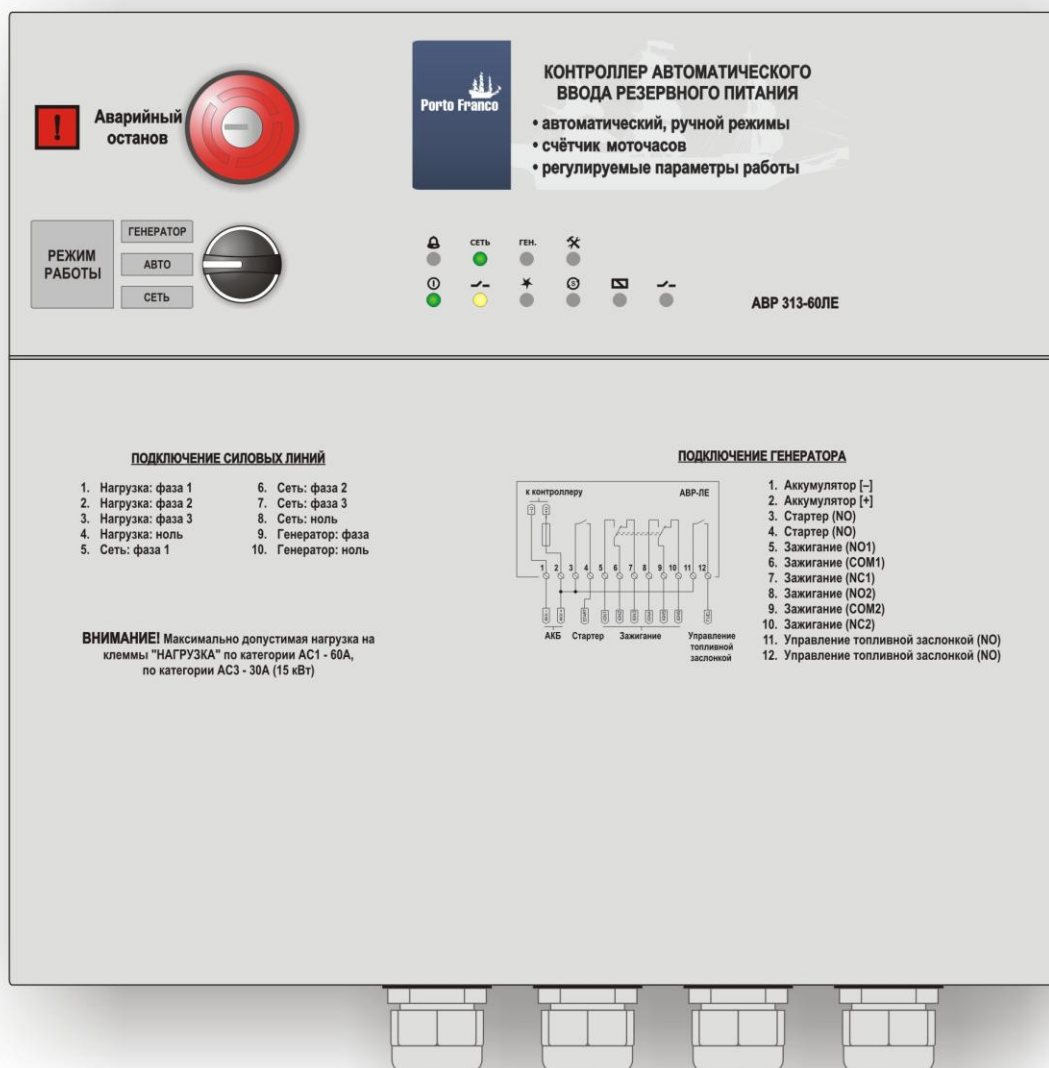 !
Аварийный
останов
Porto Franco
КОНТРОЛЛЕР АВТОМАТИЧЕСКОГО
ВВОДА РЕЗЕРВНОГО ПИТАНИЯ
• автоматический, ручной режимы
• счётчик моточасов
• регулируемые параметры работы
РЕЖИМ
РАБОТЫ
ГЕНЕРАТОР
АВТО
СЕТЬ
СЕТЬ
ГЕН.
АВР 313-60ЛЕ
ПОДКЛЮЧЕНИЕ СИЛОВЫХ ЛИНИЙ
1. Нагрузка: фаза 1
2. Нагрузка: фаза 2
3. Нагрузка: фаза 3
4. Нагрузка: ноль
5. Сеть: фаза 1
6. Сеть: фаза 2
7. Сеть: фаза 3
8. Сеть: ноль
9. Генератор: фаза
10. Генератор: ноль
ВНИМАНИЕ! Максимально допустимая нагрузка на
клеммы "НАГРУЗКА" по категории АС1 - 60А,
по категории АС3 - 30А (15 кВт)
ПОДКЛЮЧЕНИЕ ГЕНЕРАТОРА
к контроллеру
АВР-ЛЕ
1 2 3 4 5 6 7 8 9 10 11 12
АКБ Стартер Зажигание Управление
топливной
заслонкой
1. Аккумулятор [–]
2. Аккумулятор [+]
3. Стартер (NO)
4. Стартер (NO)
5. Зажигание (NO1)
6. Зажигание (COM1)
7. Зажигание (NC1)
8. Зажигание (NO2)
9. Зажигание (COM2)
10. Зажигание (NC2)
11. Управление топливной заслонкой (NO)
12. Управление топливной заслонкой (NO)